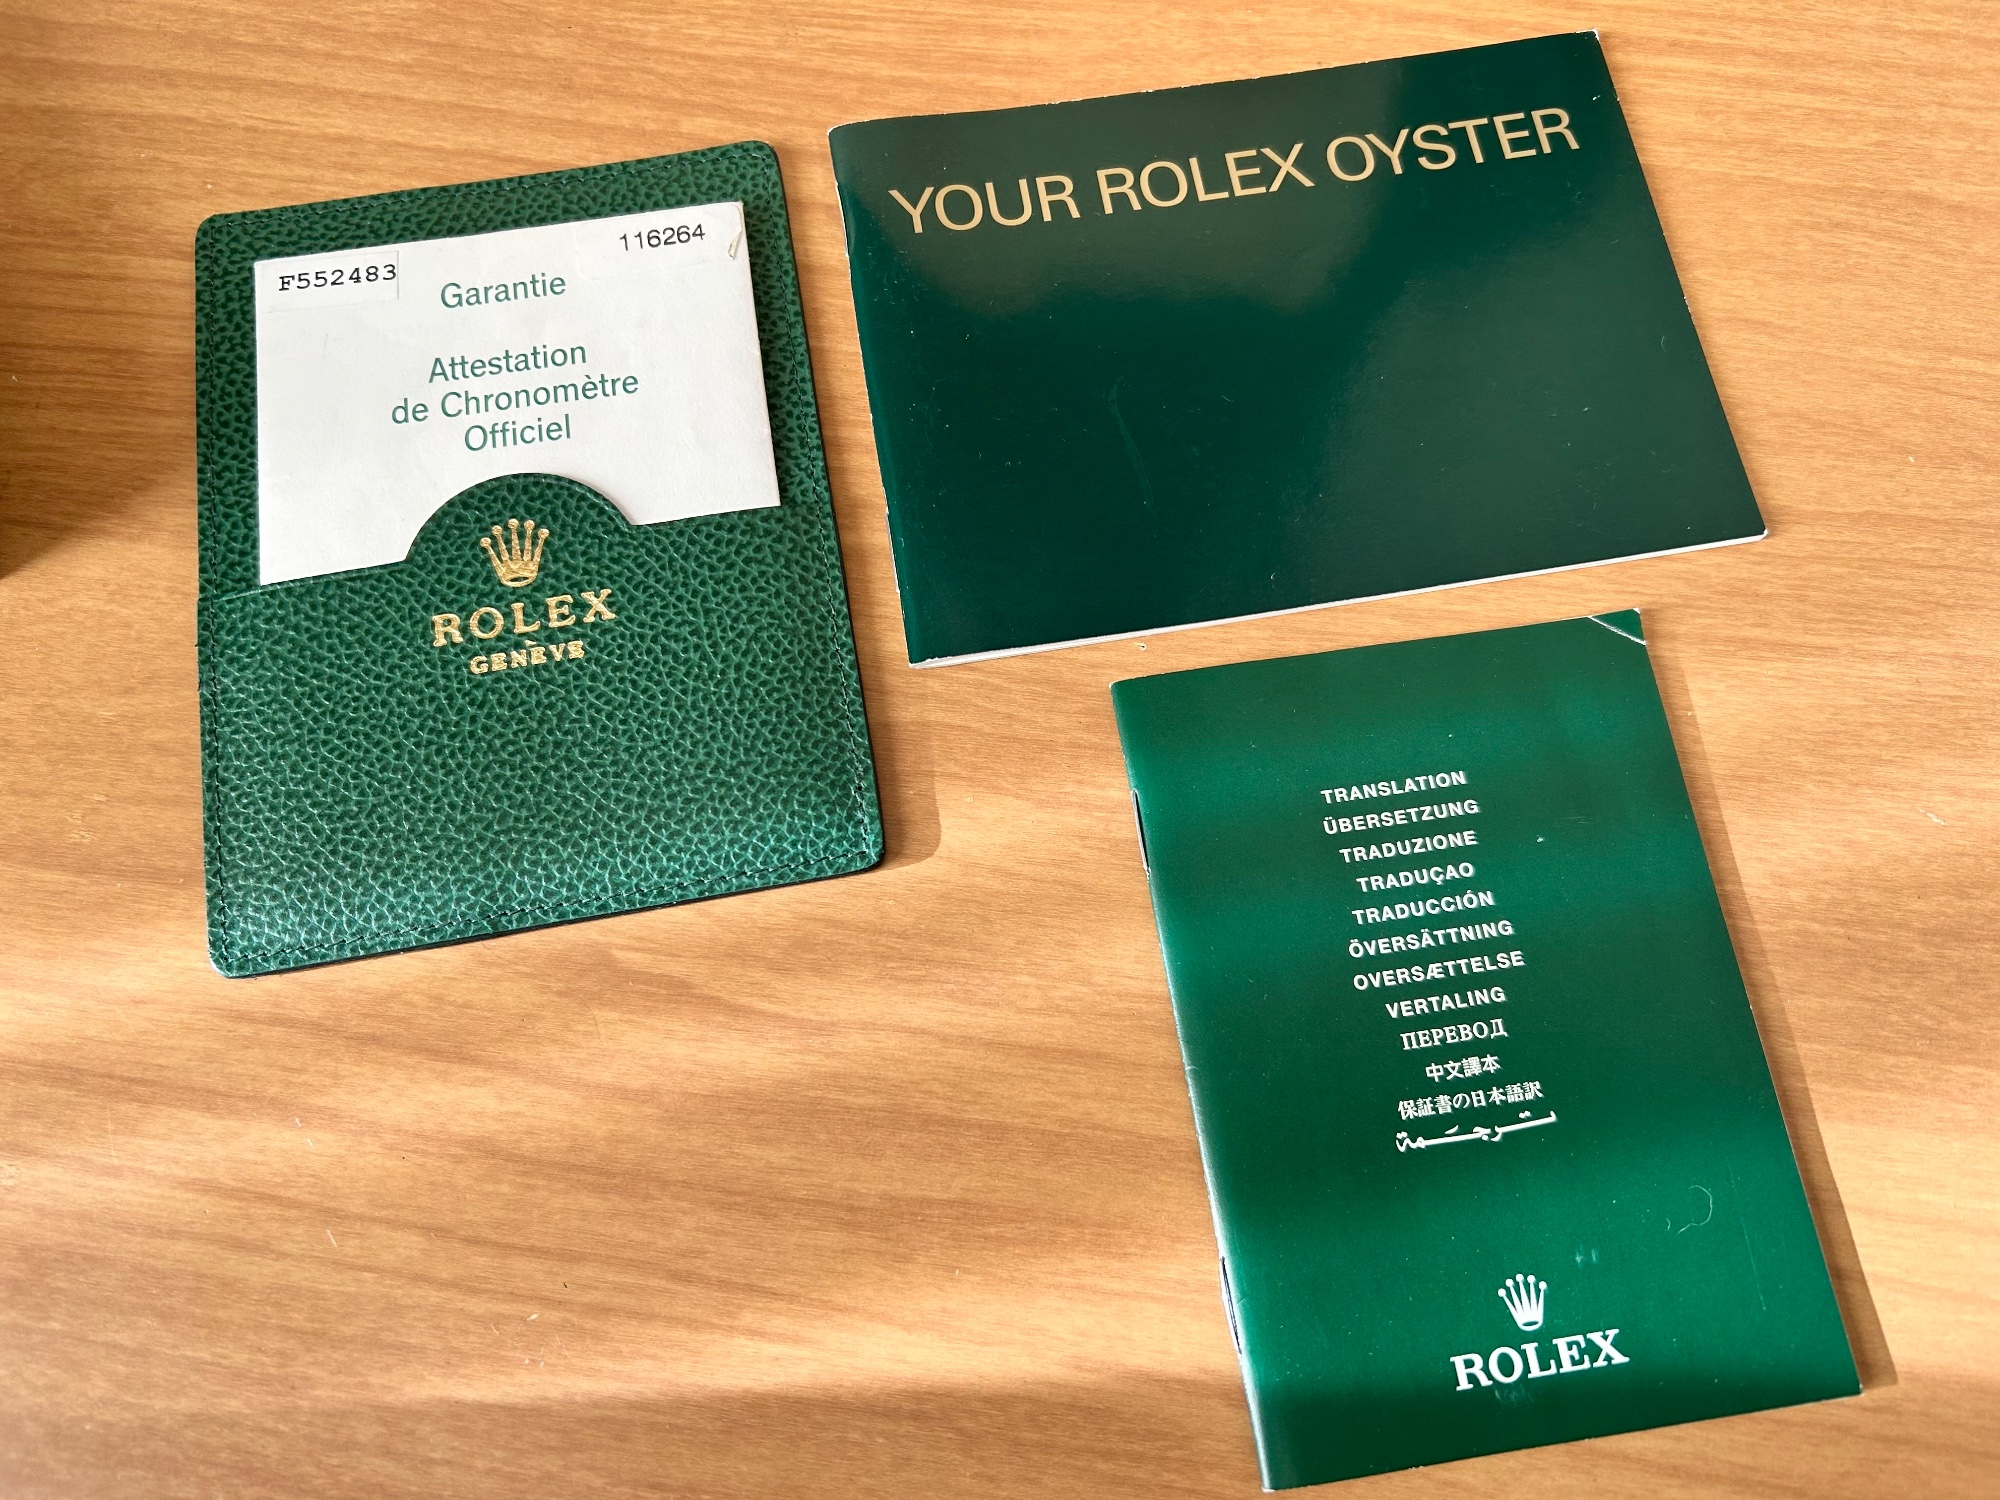 F552483
116264
Garantie
Attestation
de Chronomètre
Officiel
ROLEX
GENÈVE
YOUR ROLEX OYSTER
TRANSLATION
ÜBERSETZUNG
TRADUZIONE
TRADUÇAO
TRADUCCIÓN
ÖVERSÄTTNING
OVERSÆTTELSE
VERTALING
ПЕРЕВОД
中文譯本
保証書の日本語訳
ترجمة
ROLEX